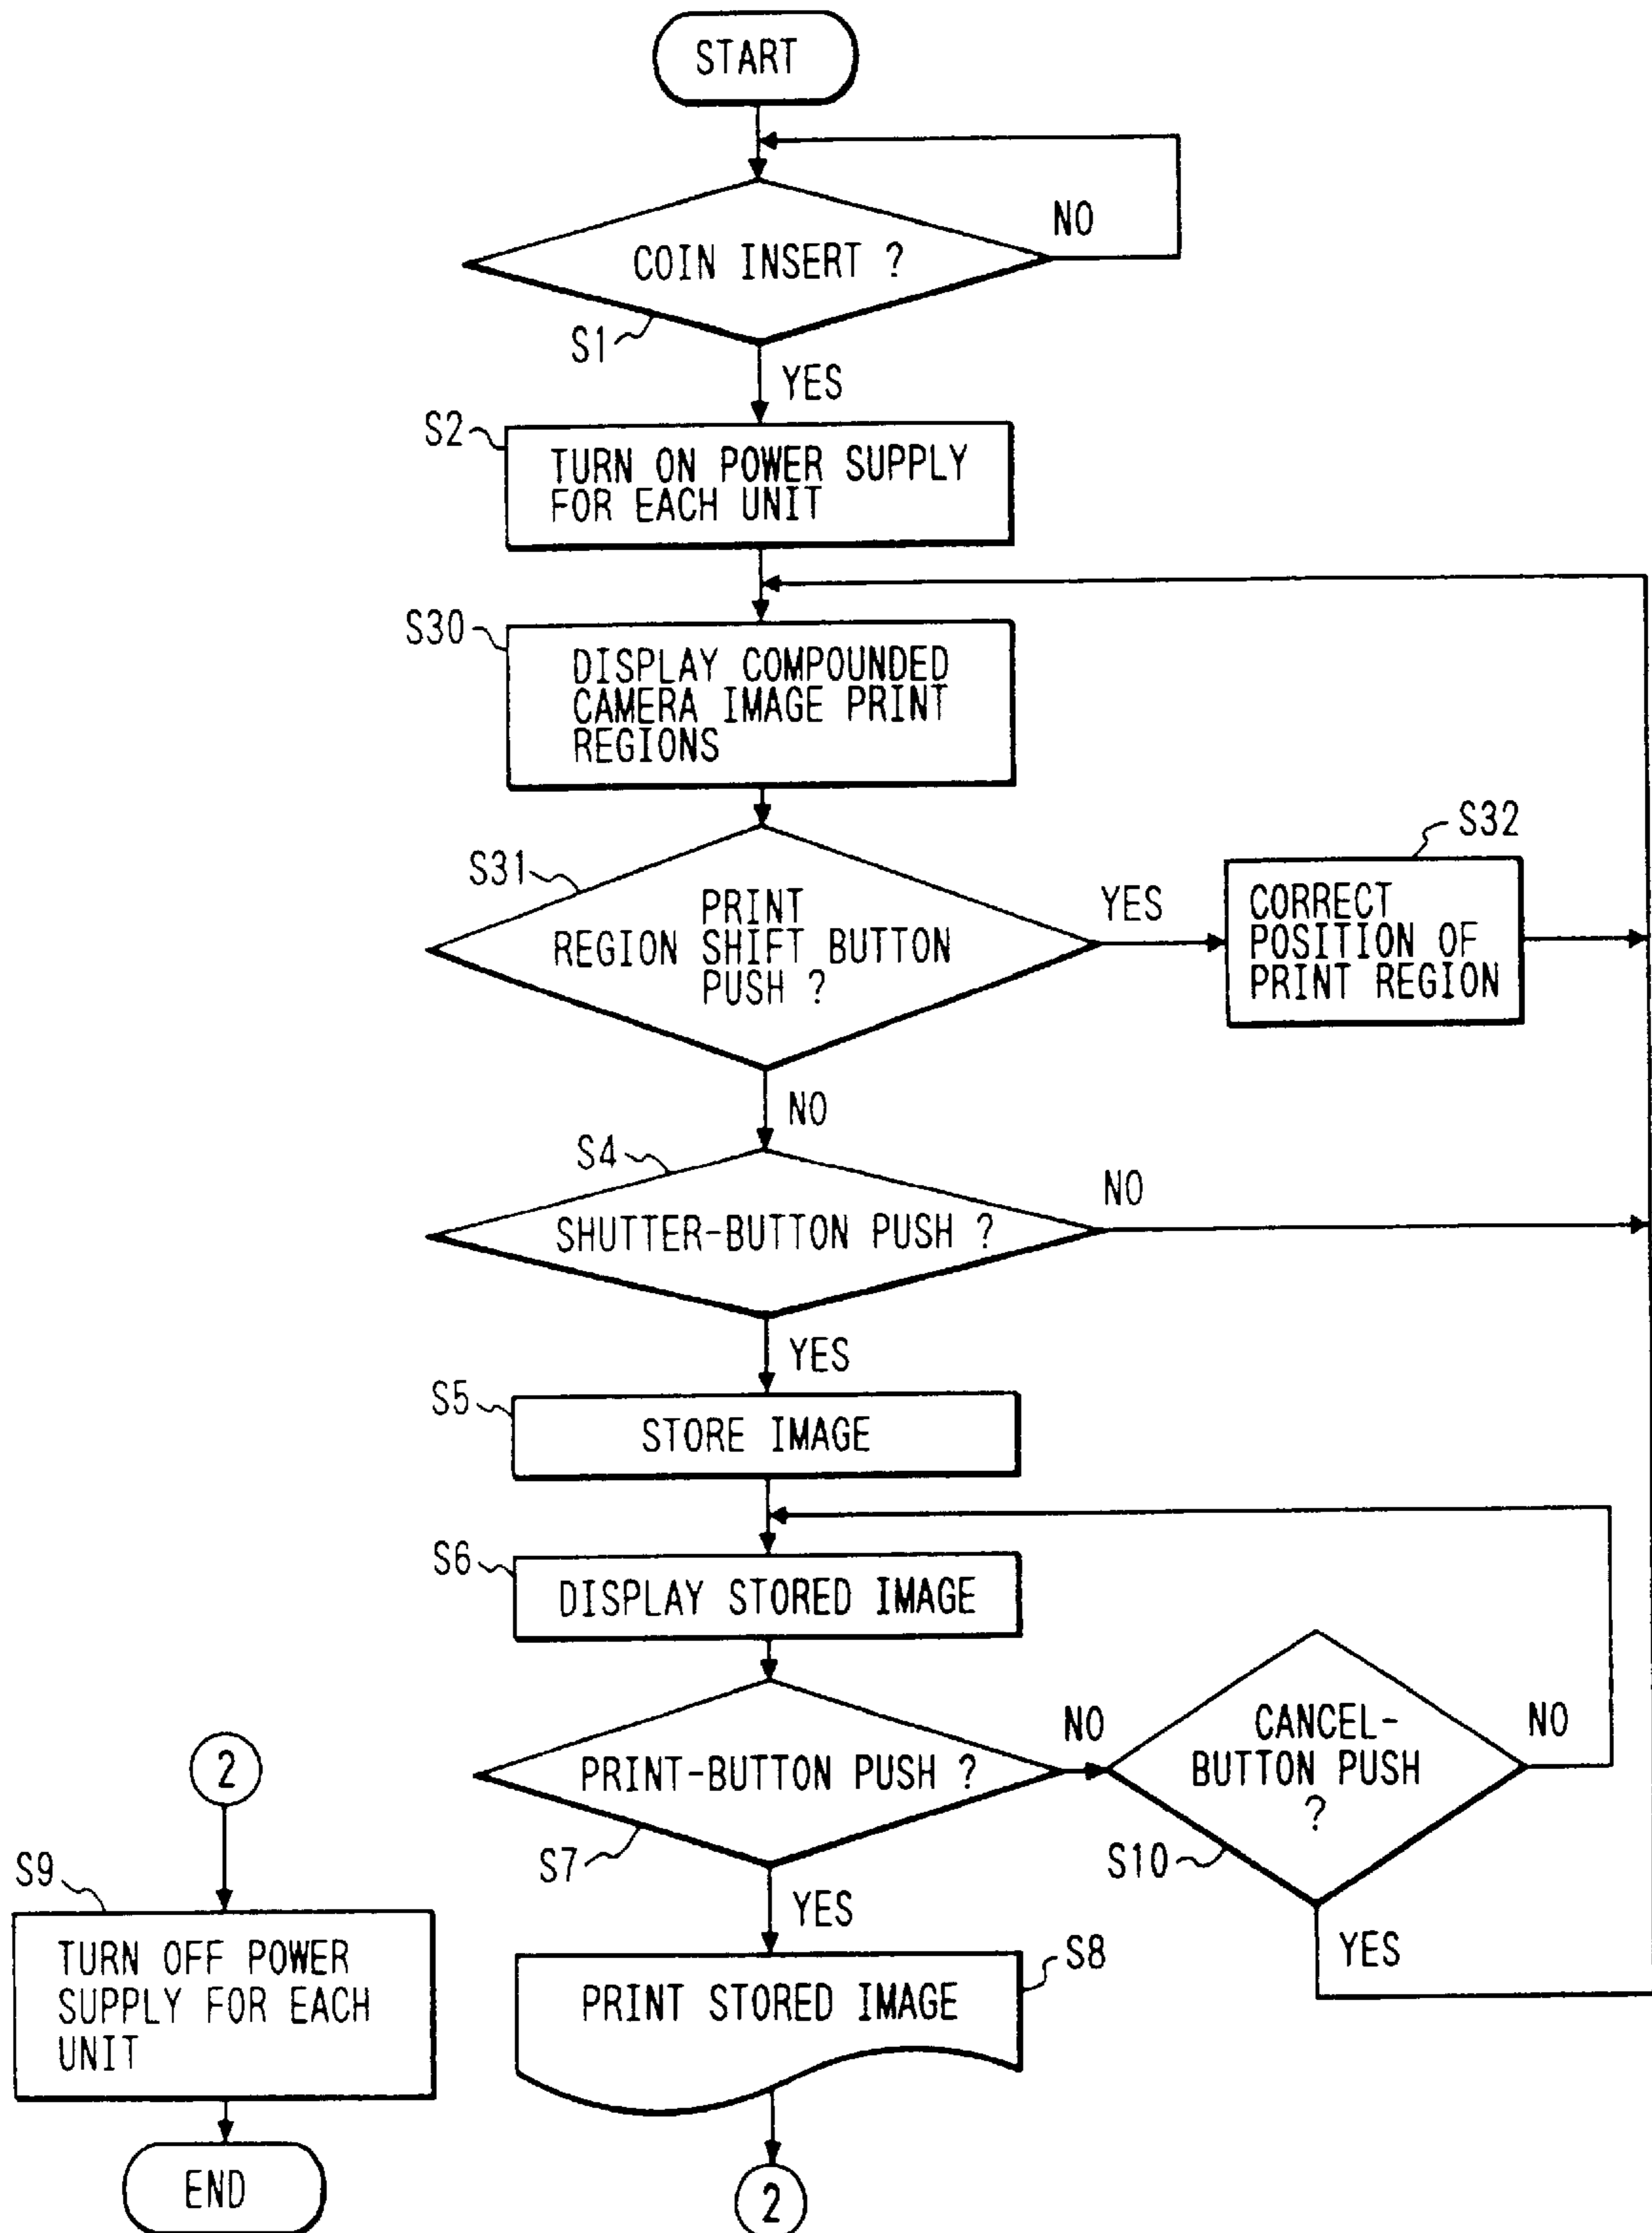 START
NO
COIN INSERT ?
S1
YES
S2
TURN ON POWER SUPPLY
FOR EACH UNIT
S30
DISPLAY COMPOUNDED
CAMERA IMAGE PRINT
REGIONS
S31
PRINT
REGION SHIFT BUTTON
PUSH ?
YES
S32
CORRECT
POSITION OF
PRINT REGION
NO
S4
SHUTTER-BUTTON PUSH ?
NO
YES
S5
STORE IMAGE
S6
DISPLAY STORED IMAGE
PRINT-BUTTON PUSH ?
S7
NO
CANCEL-
BUTTON PUSH
?
S10
NO
YES
YES
S8
PRINT STORED IMAGE
2
2
S9
TURN OFF POWER
SUPPLY FOR EACH
UNIT
END